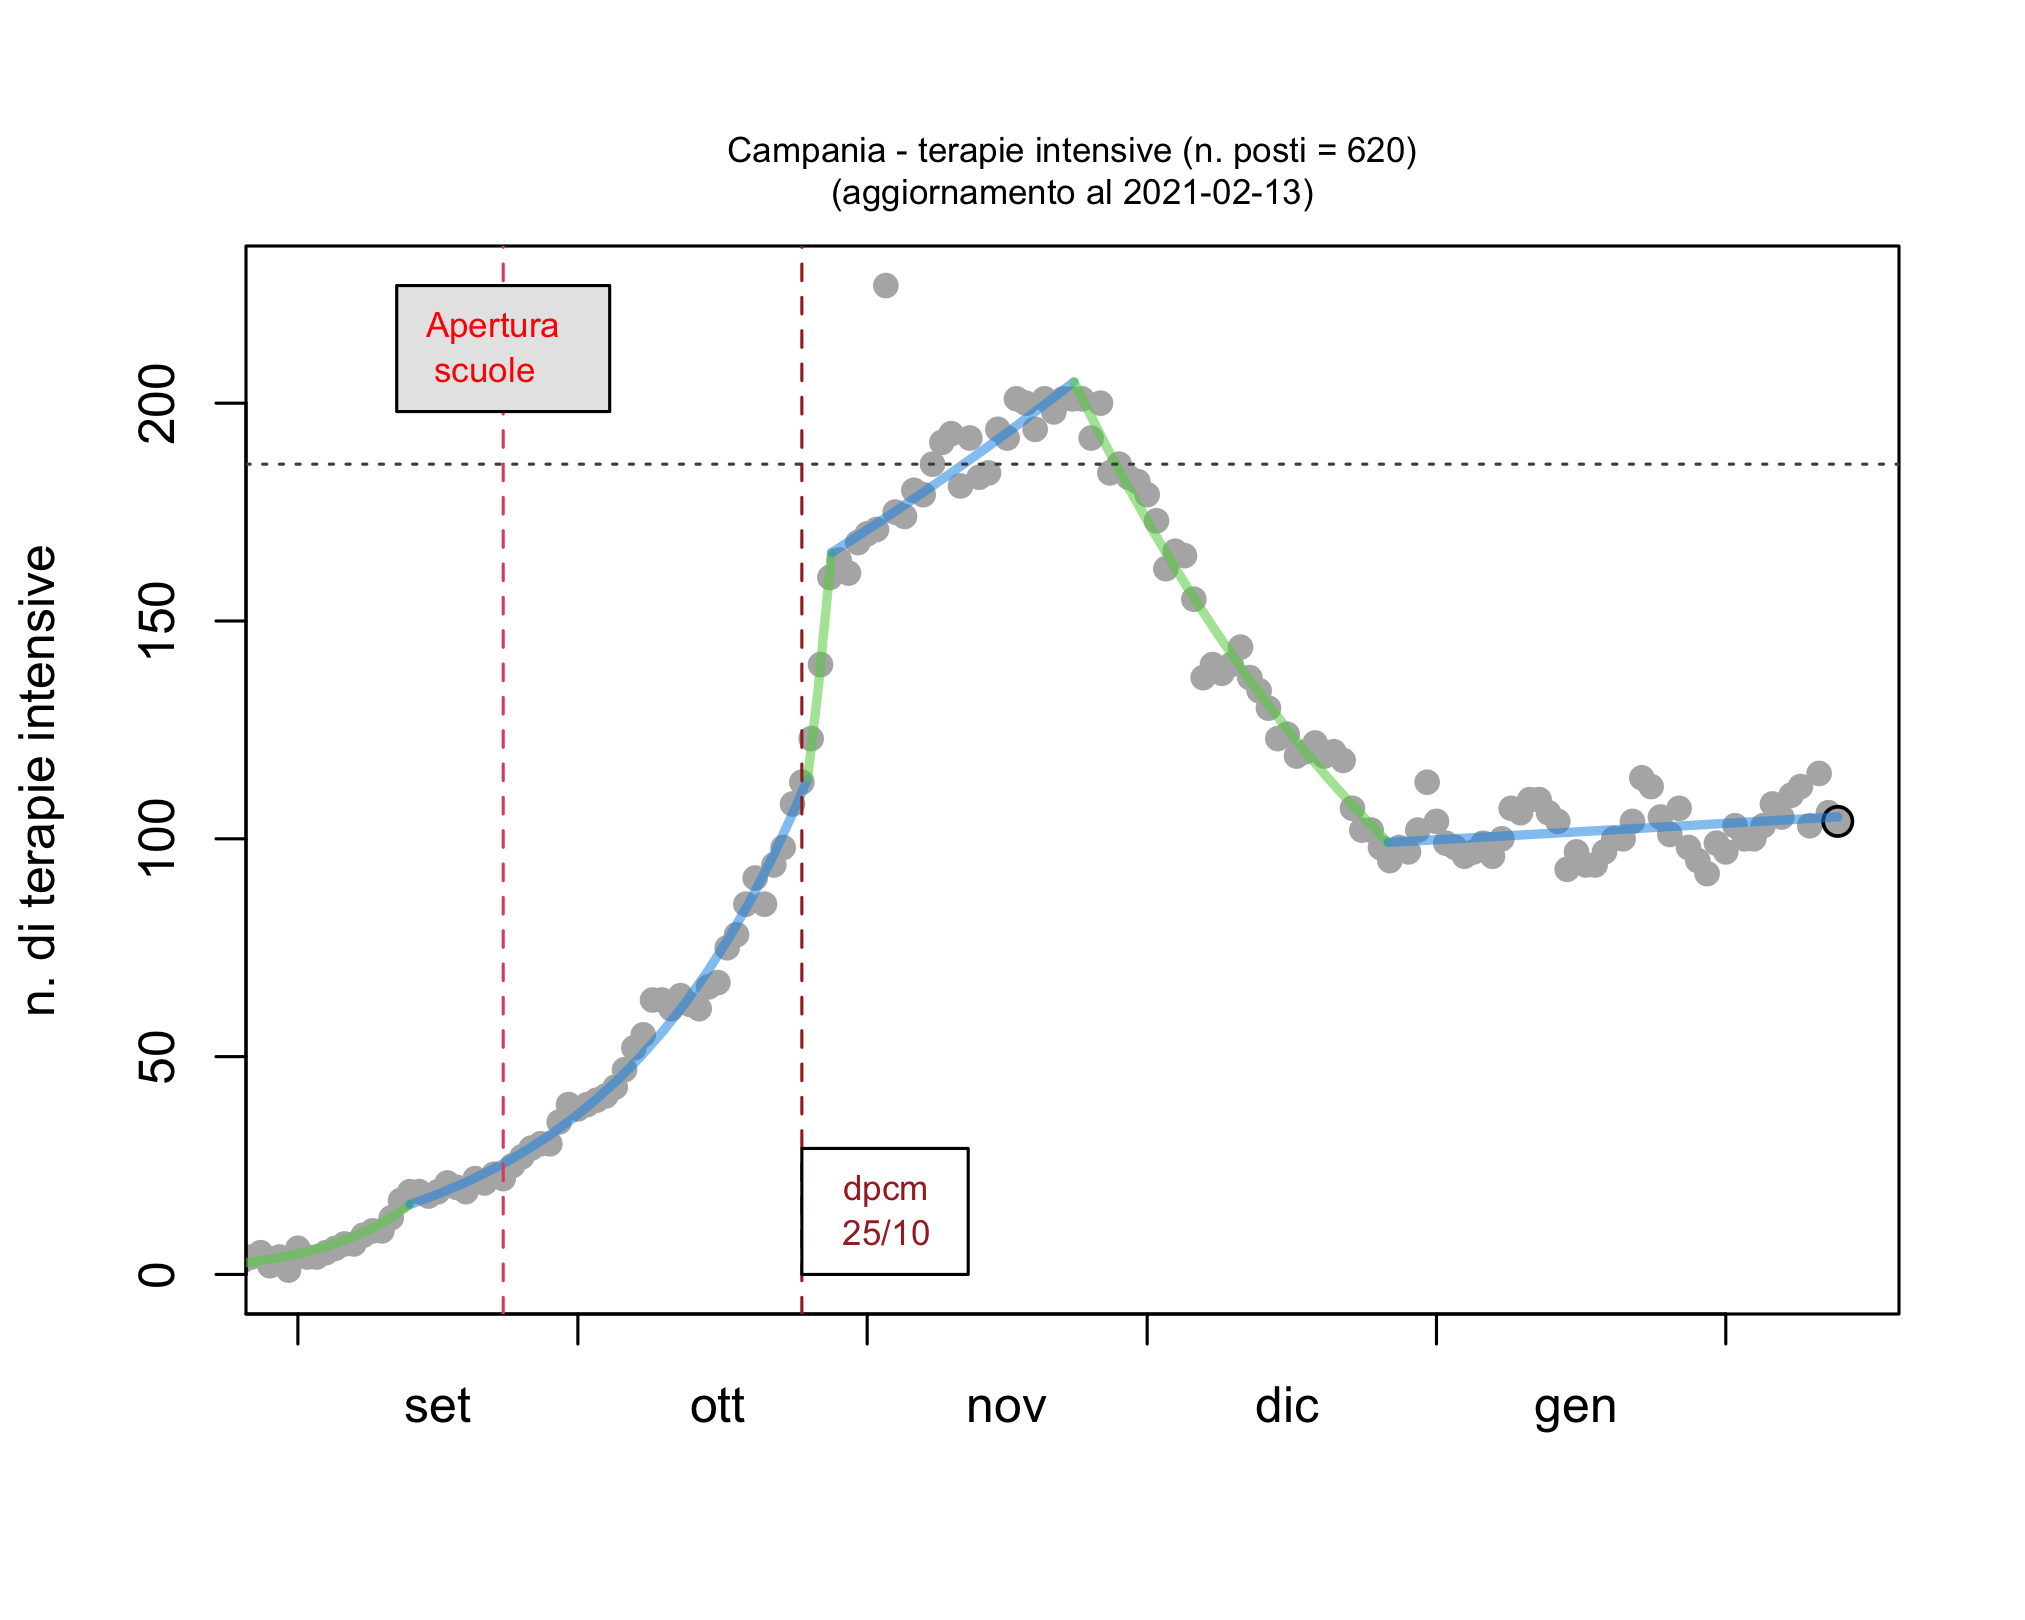 Campania - terapie intensive (n. posti = 620)
(aggiornamento al 2021-02-13)
n. di terapie intensive
200
150
100
50
0
Apertura
scuole
dpcm
25/10
set
ott
nov
dic
gen